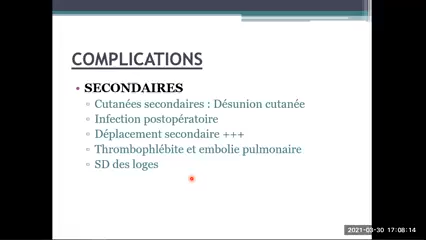 COMPLICATIONS
• SECONDAIRES
Cutanées secondaires : Désunion cutanée
Infection postopératoire
Déplacement secondaire +++
Thrombophlébite et embolie pulmonaire
SD des loges
2021-03-30 17:08:14